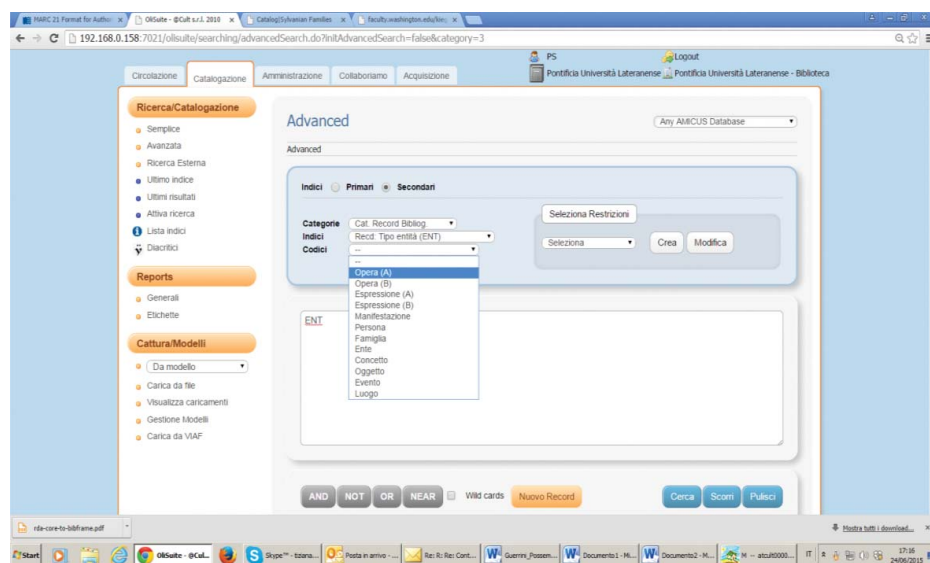 MARC 21 Format for Author
OliSuite - @Cult s.r.l. 2010
Catalog|Sylvanian Families
faculty.washington.edu/kieg
192.168.0.158:7021/olisuite/searching/advancedSearch.do?initAdvancedSearch=false&category=3
PS
Logout
Circolazione
Catalogazione
Amministrazione
Collaboriamo
Acquisizione
Pontificia Università Lateranense
Pontificia Università Lateranense - Biblioteca
Ricerca/Catalogazione
Semplice
Avanzata
Ricerca Esterna
Ultimo indice
Ultimi risultati
Attiva ricerca
Lista indici
Diacritici
Reports
Generali
Etichette
Cattura/Modelli
Da modello
Carica da file
Visualizza caricamenti
Gestione Modelli
Carica da VIAF
Advanced
Any AMICUS Database
Advanced
Indici Primari Secondari
Categorie Cat. Record Bibliog.
Indici Recd: Tipo entità (ENT)
Codici --
--
Opera (A)
Opera (B)
Espressione (A)
Espressione (B)
Manifestazione
Persona
Famiglia
Ente
Concetto
Oggetto
Evento
Luogo
Seleziona Restrizioni
Seleziona
Crea
Modifica
ENT
AND NOT OR NEAR Wild cards Nuovo Record Cerca Scorri Pulisci
rda-core-to-bibframe.pdf
Mostra tutti i download...
Start
OliSuite - @Cul...
Skype™ - tiziana...
Posta in arrivo - ...
Re: R: Re: Cont...
Guerrini_Possem...
Documento1 - Mi...
Documento2 - M...
M -- atcult0000...
IT
17:16
24/06/2015